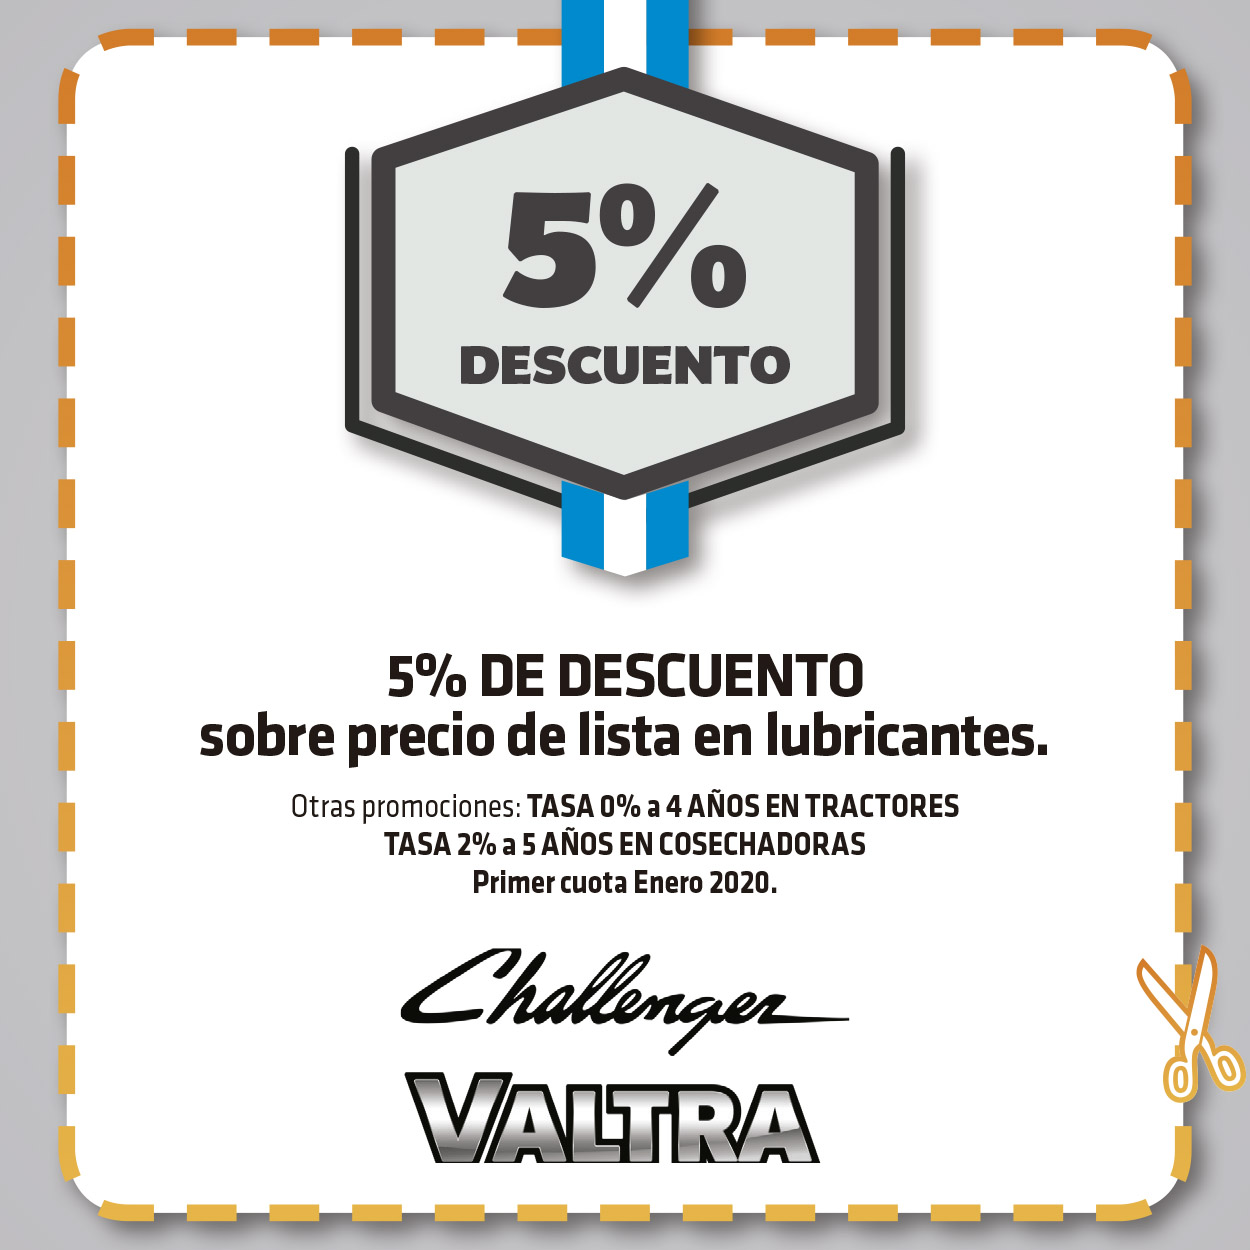 5%
DESCUENTO
5% DE DESCUENTO
sobre precio de lista en lubricantes.
Otras promociones: TASA 0% a 4 AÑOS EN TRACTORES
TASA 2% a 5 AÑOS EN COSECHADORAS
Primer cuota Enero 2020.
Challenger
VALTRA